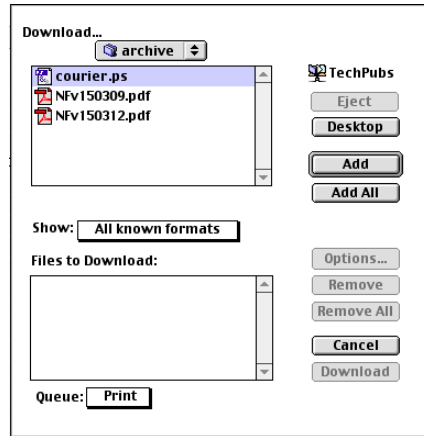 Download...
archive
courier.ps
NFv150309.pdf
NFv150312.pdf
TechPubs
Eject
Desktop
Add
Add All
Show: All known formats
Files to Download:
Options...
Remove
Remove All
Cancel
Download
Queue: Print